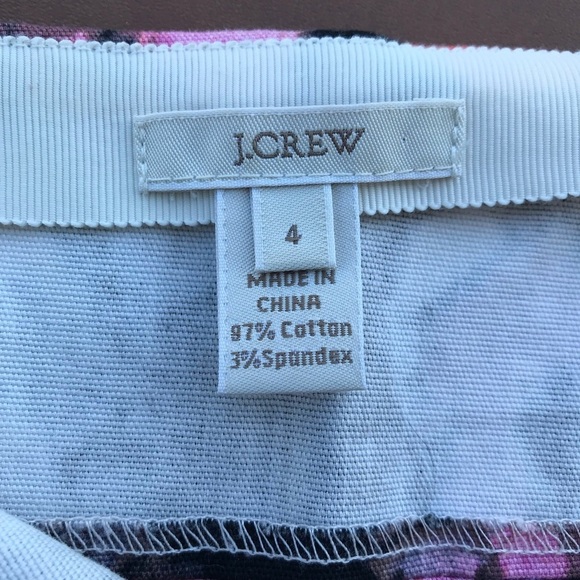 J.CREW
4
MADE IN
CHINA
97% Cotton
3%Spandex